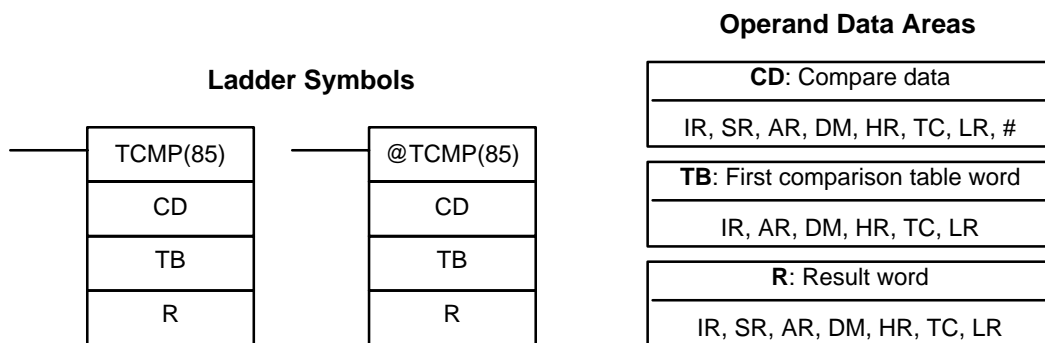 Ladder Symbols
TCMP(85)
CD
TB
R
@TCMP(85)
CD
TB
R
Operand Data Areas
CD: Compare data
IR, SR, AR, DM, HR, TC, LR, #
TB: First comparison table word
IR, AR, DM, HR, TC, LR
R: Result word
IR, SR, AR, DM, HR, TC, LR